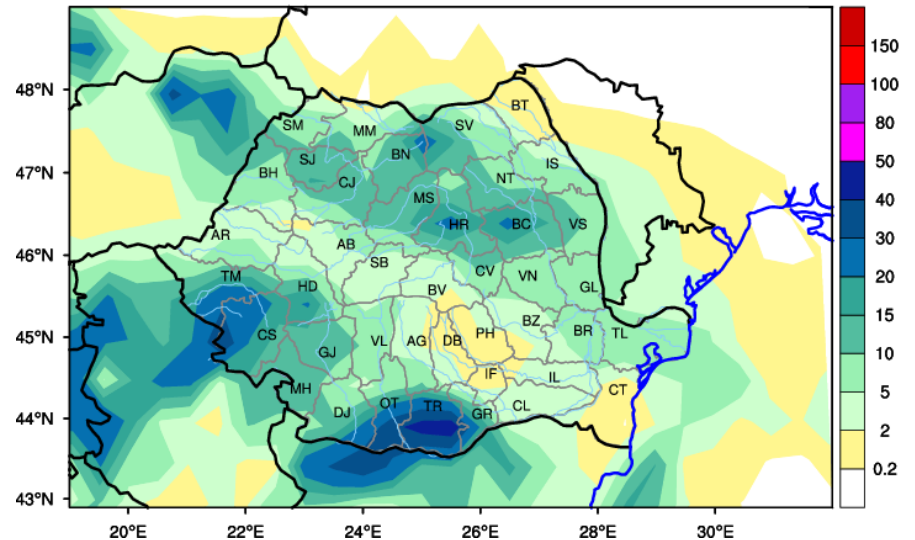 150
48°N
BT
100
SM
MM
SV
80
SJ
BN
IS
47°N
BH
CJ
NT
50
MS
HR
BC
VS
40
AR
AB
46°N
SB
30
TM
HD
CV
VN
BV
GL
20
45°N
CS
VL
AG
DB
PH
BZ
BR
TL
15
GJ
10
MH
IF
IL
CT
5
44°N
DJ
OT
TR
GR
CL
2
0.2
43°N
20°E
22°E
24°E
26°E
28°E
30°E